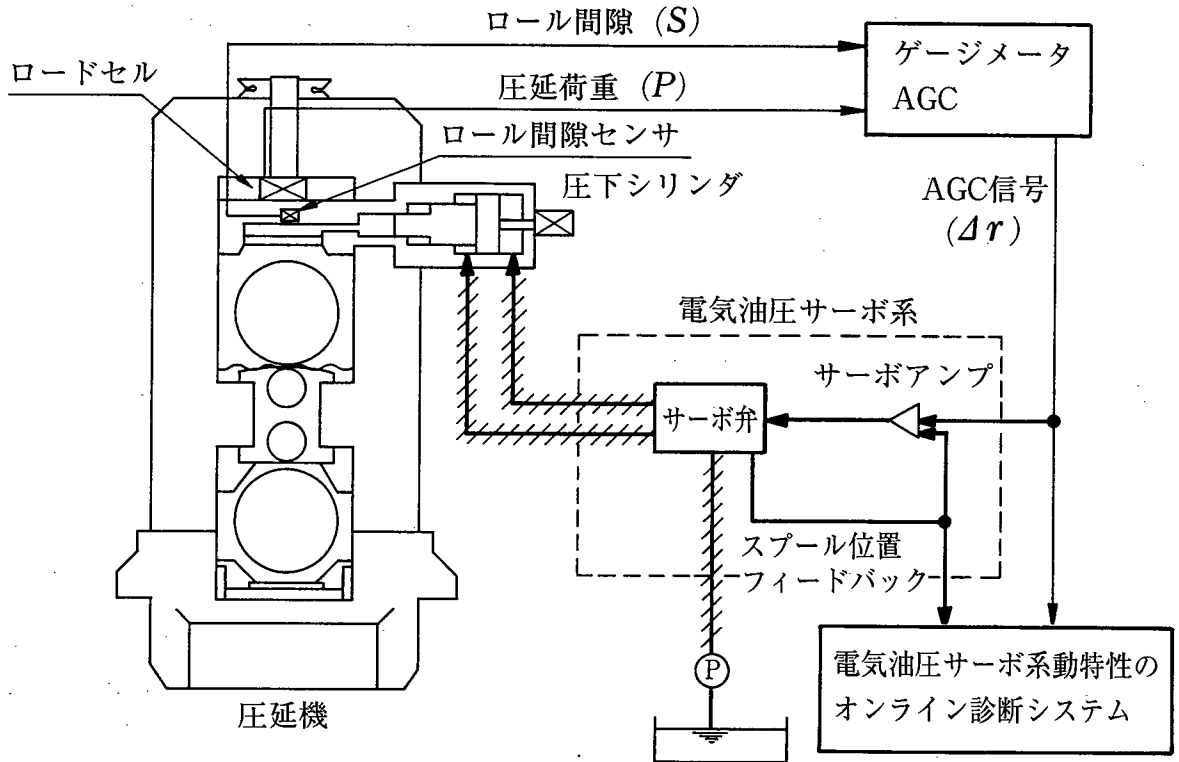 ロール間隙 (S)
ゲージメータ
AGC
ロードセル
圧延荷重 (P)
ロール間隙センサ
圧下シリンダ
AGC信号
(Δr)
電気油圧サーボ系
サーボアンプ
サーボ弁
スプール位置
フィードバック
P
電気油圧サーボ系動特性の
オンライン診断システム
圧延機